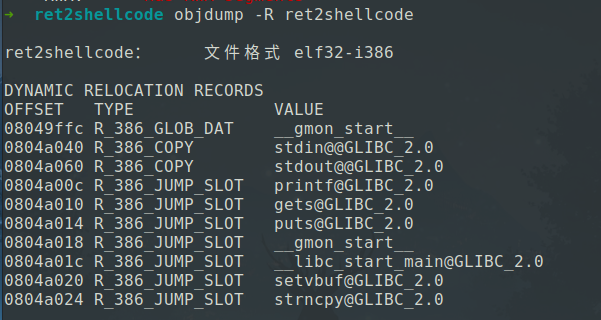 → ret2shellcode objdump -R ret2shellcode
ret2shellcode： 文件格式 elf32-i386
DYNAMIC RELOCATION RECORDS
OFFSET TYPE VALUE
08049ffc R_386_GLOB_DAT __gmon_start__
0804a040 R_386_COPY stdin@@GLIBC_2.0
0804a060 R_386_COPY stdout@@GLIBC_2.0
0804a00c R_386_JUMP_SLOT printf@GLIBC_2.0
0804a010 R_386_JUMP_SLOT gets@GLIBC_2.0
0804a014 R_386_JUMP_SLOT puts@GLIBC_2.0
0804a018 R_386_JUMP_SLOT __gmon_start__
0804a01c R_386_JUMP_SLOT __libc_start_main@GLIBC_2.0
0804a020 R_386_JUMP_SLOT setvbuf@GLIBC_2.0
0804a024 R_386_JUMP_SLOT strncpy@GLIBC_2.0